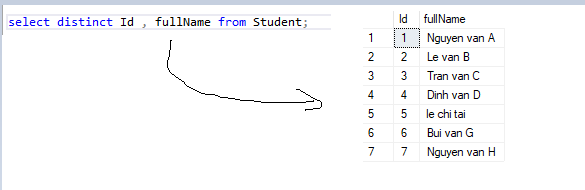 select distinct Id , fullName from Student;
Id fullName
1 1 Nguyen van A
2 2 Le van B
3 3 Tran van C
4 4 Dinh van D
5 5 le chi tai
6 6 Bui van G
7 7 Nguyen van H